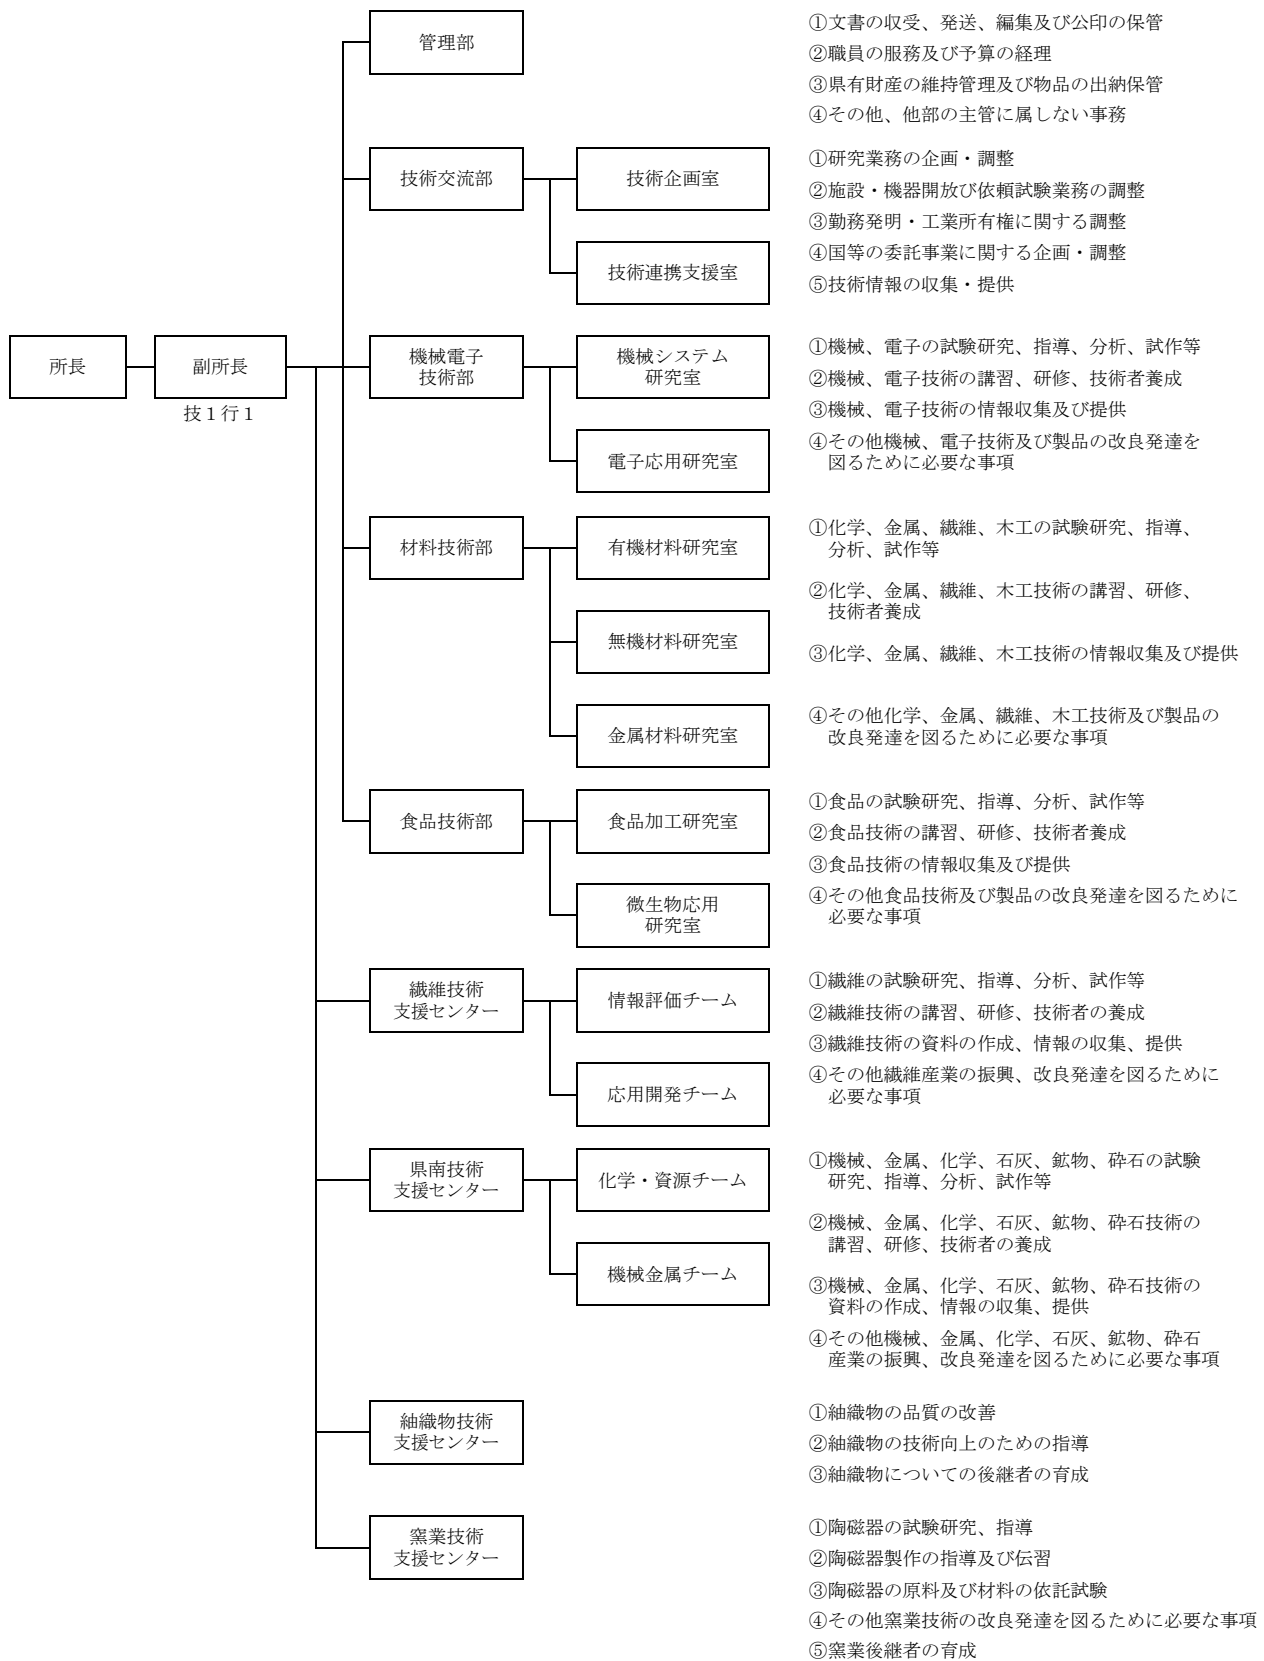 管理部
①文書の収受、発送、編集及び公印の保管
②職員の服務及び予算の経理
③県有財産の維持管理及び物品の出納保管
④その他、他部の主管に属しない事務
技術交流部
技術企画室
技術連携支援室
①研究業務の企画・調整
②施設・機器開放び依頼試験業務の調整
③勤務発明・工業所有権に関する調整
④国等の委託事業に関する企画・調整
⑤技術情報の収集・提供
所長
副所長
技１行１
機械電子
技術部
機械システム
研究室
電子応用研究室
①機械、電子の試験研究、指導、分析、試作等
②機械、電子技術の講習、研修、技術者養成
③機械、電子技術の情報収集及び提供
④その他機械、電子技術及び製品の改良発達を
図るために必要な事項
材料技術部
有機材料研究室
無機材料研究室
金属材料研究室
①化学、金属、繊維、木工の試験研究、指導、
分析、試作等
②化学、金属、繊維、木工技術の講習、研修、
技術者養成
③化学、金属、繊維、木工技術の情報収集及び提供
④その他化学、金属、繊維、木工技術及び製品の
改良発達を図るために必要な事項
食品技術部
食品加工研究室
微生物応用
研究室
①食品の試験研究、指導、分析、試作等
②食品技術の講習、研修、技術者養成
③食品技術の情報収集及び提供
④その他食品技術及び製品の改良発達を図るために
必要な事項
繊維技術
支援センター
情報評価チーム
応用開発チーム
①繊維の試験研究、指導、分析、試作等
②繊維技術の講習、研修、技術者の養成
③繊維技術の資料の作成、情報の収集、提供
④その他繊維産業の振興、改良発達を図るために
必要な事項
県南技術
支援センター
化学・資源チーム
機械金属チーム
①機械、金属、化学、石灰、鉱物、砕石の試験
研究、指導、分析、試作等
②機械、金属、化学、石灰、鉱物、砕石技術の
講習、研修、技術者の養成
③機械、金属、化学、石灰、鉱物、砕石技術の
資料の作成、情報の収集、提供
④その他機械、金属、化学、石灰、鉱物、砕石
産業の振興、改良発達を図るために必要な事項
紬織物技術
支援センター
①紬織物の品質の改善
②紬織物の技術向上のための指導
③紬織物についての後継者の育成
窯業技術
支援センター
①陶磁器の試験研究、指導
②陶磁器製作の指導及び伝習
③陶磁器の原料及び材料の依託試験
④その他窯業技術の改良発達を図るために必要な事項
⑤窯業後継者の育成